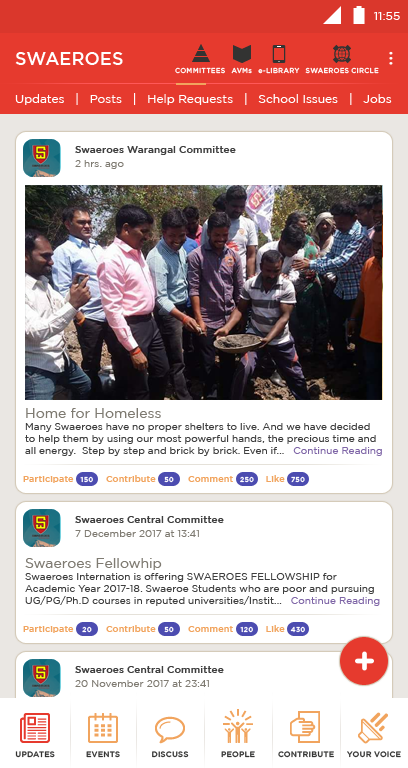 11:55
SWAEROES
COMMITTEES AVMs e-LIBRARY SWAEROES CIRCLE
Updates | Posts | Help Requests | School Issues | Jobs
Swaeroes Warangal Committee
2 hrs. ago
Home for Homeless
Many Swaeroes have no proper shelters to live. And we have decided
to help them by using our most powerful hands, the precious time and
all energy. Step by step and brick by brick. Even if... Continue Reading
Participate 150 Contribute 50 Comment 250 Like 750
Swaeroes Central Committee
7 December 2017 at 13:41
Swaeroes Fellowhip
Swaeroes Internation is offering SWAEROES FELLOWSHIP for
Academic Year 2017-18. Swaeroe Students who are poor and pursuing
UG/PG/Ph.D courses in reputed universities/Instit... Continue Reading
Participate 20 Contribute 50 Comment 120 Like 430
Swaeroes Central Committee
20 November 2017 at 23:41
UPDATES EVENTS DISCUSS PEOPLE CONTRIBUTE YOUR VOICE